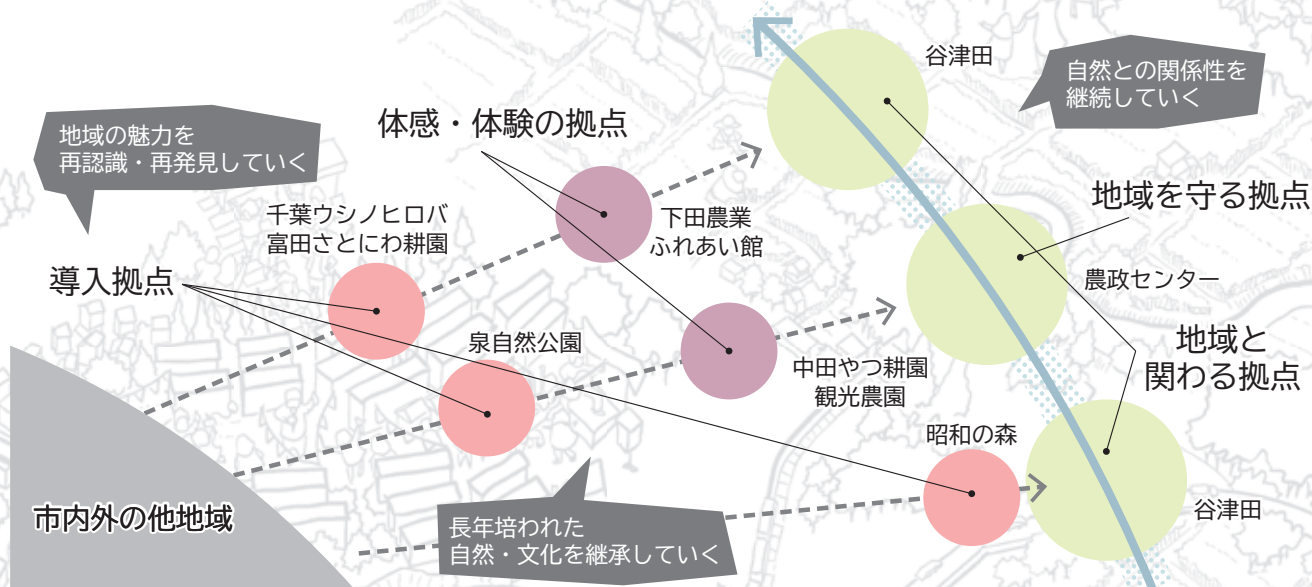 谷津田
自然との関係性を
継続していく
地域の魅力を
再認識・再発見していく
体感・体験の拠点
地域を守る拠点
千葉ウシノヒロバ
富田さとにわ耕園
下田農業
ふれあい館
導入拠点
農政センター
泉自然公園
地域と
関わる拠点
中田やつ耕園
観光農園
昭和の森
市内外の他地域
長年培われた
自然・文化を継承していく
谷津田